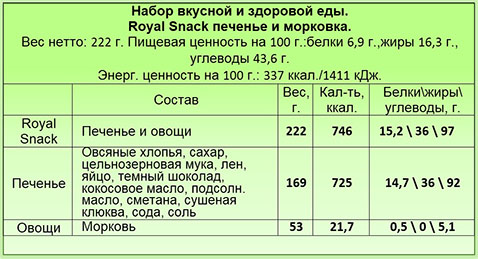 Набор вкусной и здоровой еды.
Royal Snack печенье и морковка.
Вес нетто: 222 г. Пищевая ценность на 100 г.:белки 6,9 г.,жиры 16,3 г.,
углеводы 43,6 г.
Энерг. ценность на 100 г.: 337 ккал./1411 кДж.
Состав Вес, г. Кал-ть, ккал. Белки\жиры\ углеводы, г.
Royal Snack Печенье и овощи 222 746 15,2 \ 36 \ 97
Овсяные хлопья, сахар,
цельнозерновая мука, лен,
яйцо, темный шоколад,
Печенье кокосовое масло, подсолн. 169 725 14,7 \ 36 \ 92
масло, сметана, сушеная
клюква, сода, соль
Овощи Морковь 53 21,7 0,5 \ 0 \ 5,1